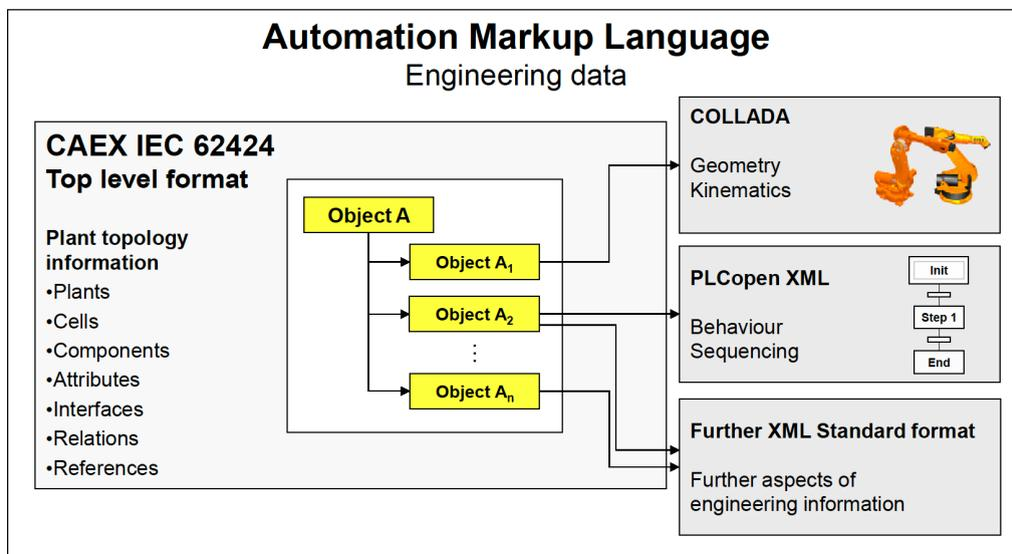 Automation Markup Language
Engineering data
CAEX IEC 62424
Top level format
Plant topology
information
•Plants
•Cells
•Components
•Attributes
•Interfaces
•Relations
•References
Object A
Object A1
Object A2
⋮
Object An
COLLADA
Geometry
Kinematics
PLCopen XML
Behaviour
Sequencing
Init
Step 1
End
Further XML Standard format
Further aspects of
engineering information